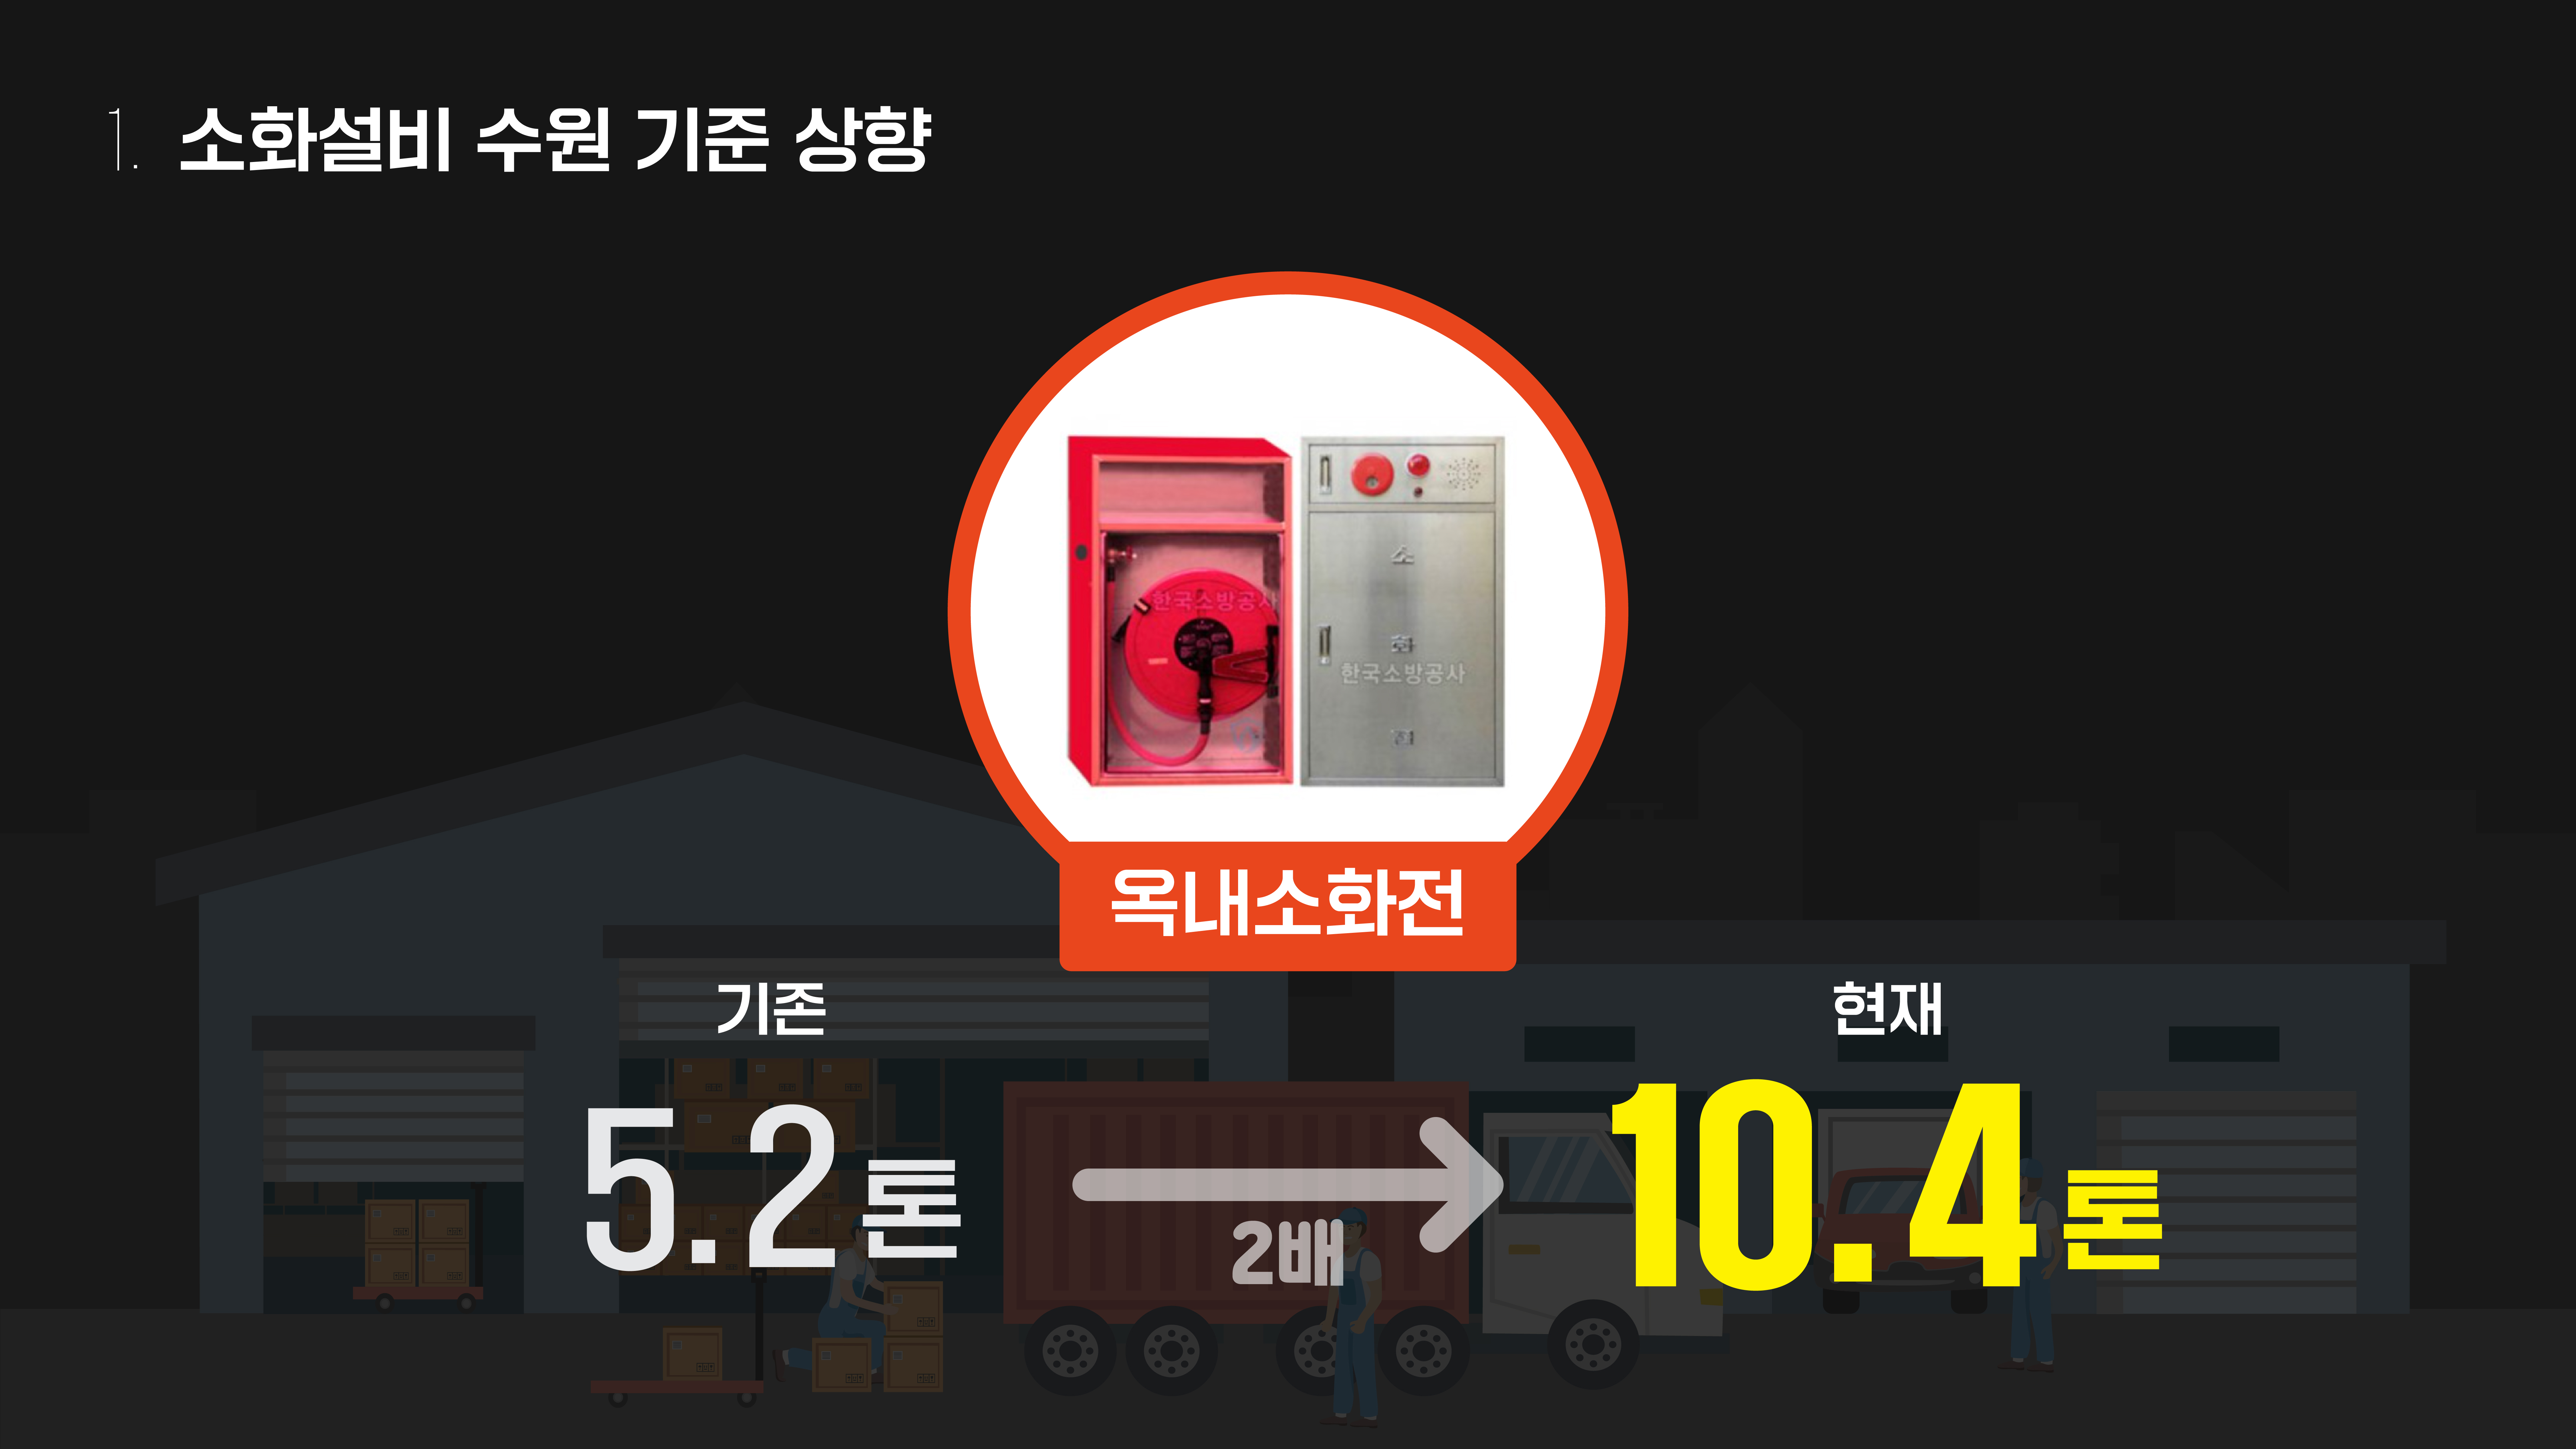 1. 소화설비 수원 기준 상향
한국소방공사
소
화
한국소방공사
전
옥내소화전
기존
현재
5.2톤
2배
10.4톤